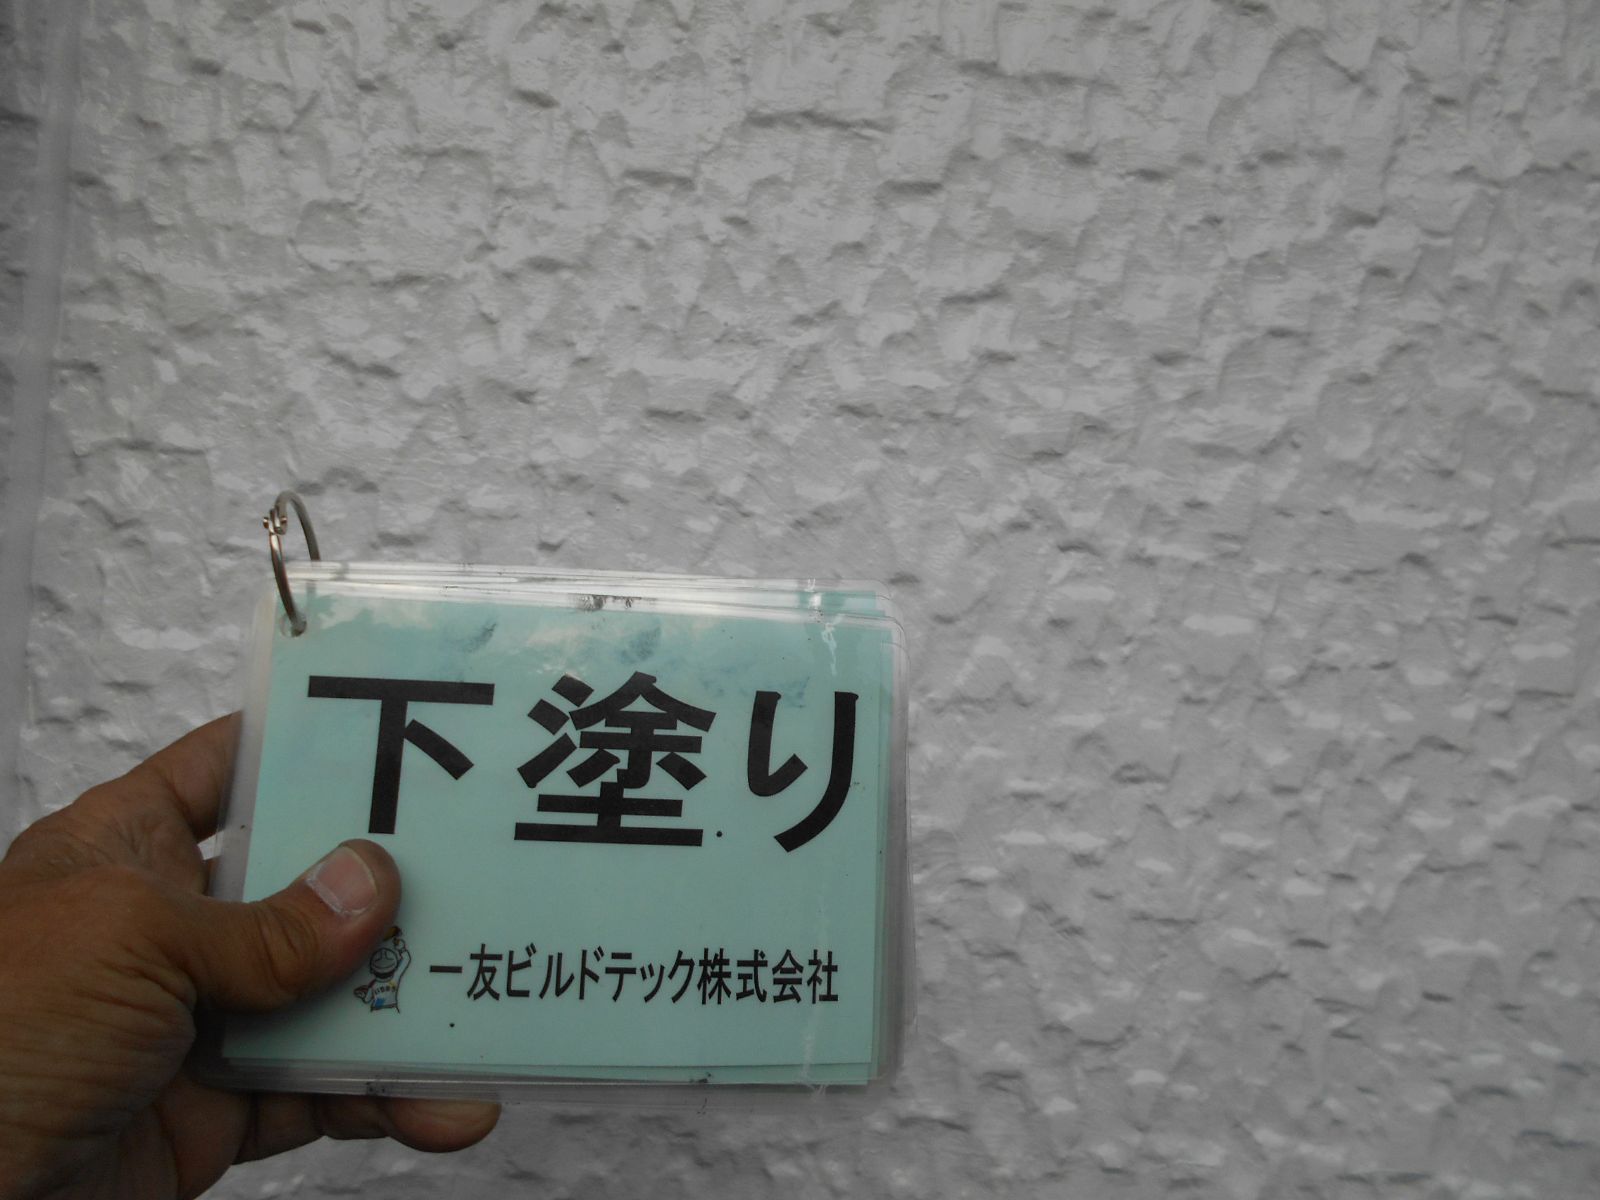 下塗り
一友ビルドテック株式会社